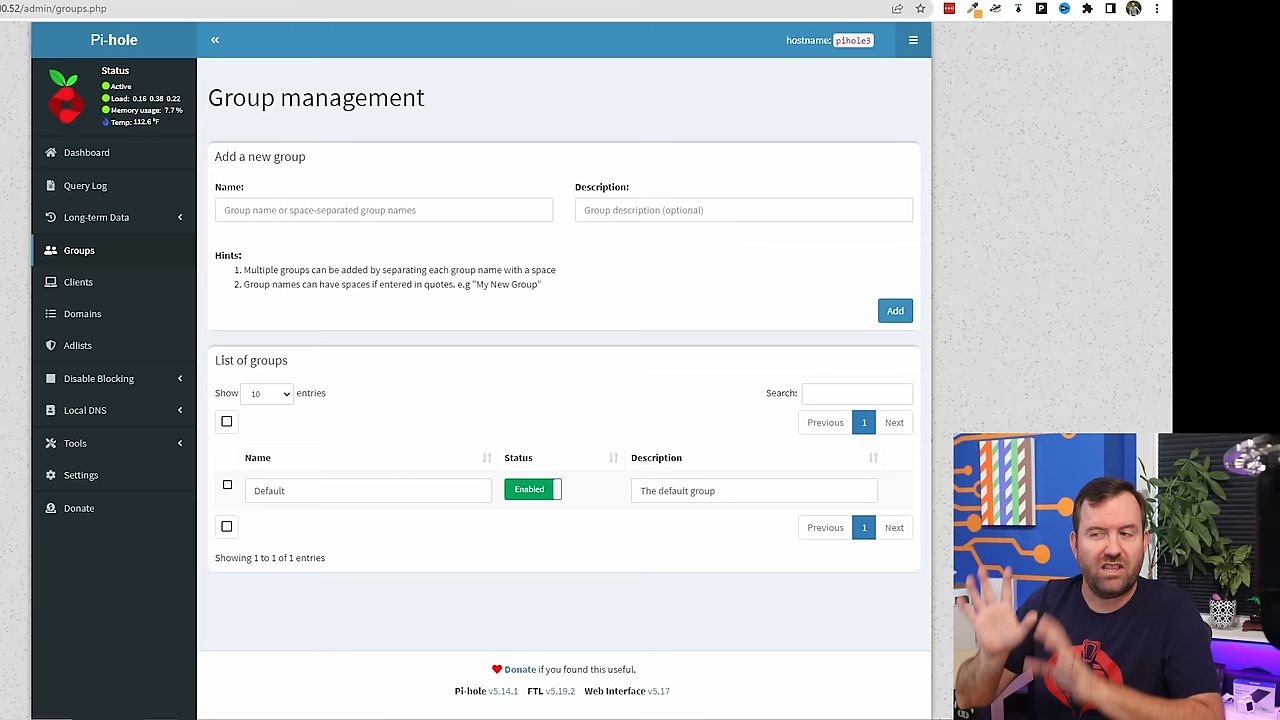 00.52/admin/groups.php
Pi-hole
hostname: pihole3
Status
Active
Load: 0.16 0.38 0.22
Memory usage: 7.7 %
Temp: 112.6 °F
Dashboard
Query Log
Long-term Data
Groups
Clients
Domains
Adlists
Disable Blocking
Local DNS
Tools
Settings
Donate
Group management
Add a new group
Name:
Description:
Group name or space-separated group names
Group description (optional)
Hints:
1. Multiple groups can be added by separating each group name with a space
2. Group names can have spaces if entered in quotes. e.g "My New Group"
Add
List of groups
Show 10 entries
Search:
Previous 1 Next
Name Status Description
Default Enabled The default group
Previous 1 Next
Showing 1 to 1 of 1 entries
Donate if you found this useful.
Pi-hole v5.14.1 FTL v5.19.2 Web Interface v5.17